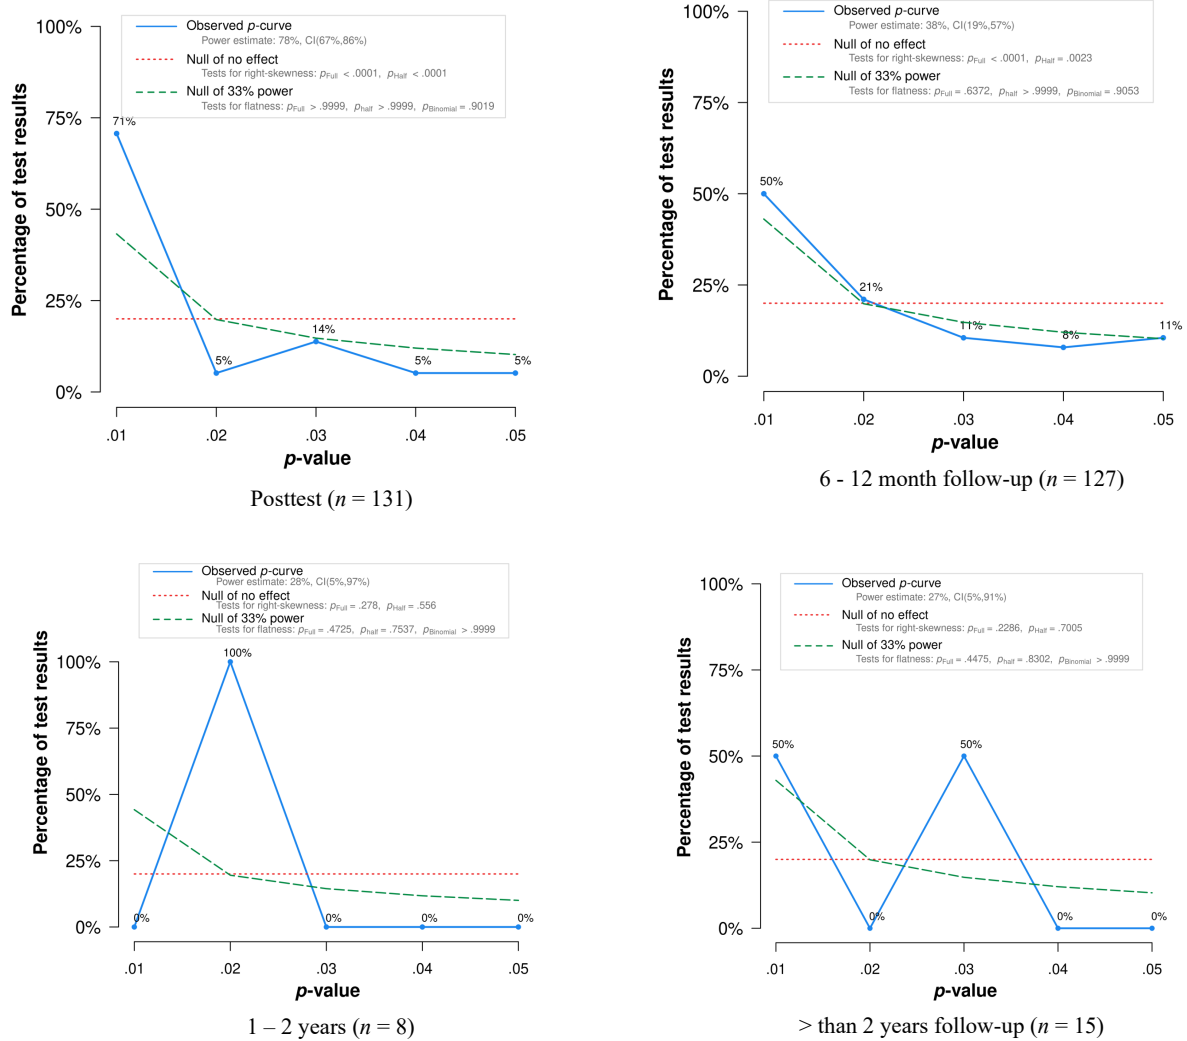 Observed p-curve
Power estimate: 78%, CI(67%,86%)
Null of no effect
Tests for right-skewness: pFull < .0001, pHalf < .0001
Null of 33% power
Tests for flatness: pFull > .9999, phalf > .9999, pBinomial = .9019
Percentage of test results
100%
75%
50%
25%
0%
71%
5%
14%
5%
5%
.01 .02 .03 .04 .05
p-value
Posttest (n = 131)
Observed p-curve
Power estimate: 38%, CI(19%,57%)
Null of no effect
Tests for right-skewness: pFull < .0001, pHalf = .0023
Null of 33% power
Tests for flatness: pFull = .6372, phalf > .9999, pBinomial = .9053
Percentage of test results
100%
75%
50%
25%
0%
50%
21%
11%
8%
11%
.01 .02 .03 .04 .05
p-value
6 - 12 month follow-up (n = 127)
Observed p-curve
Power estimate: 28%, CI(5%,97%)
Null of no effect
Tests for right-skewness: pFull = .278, pHalf = .556
Null of 33% power
Tests for flatness: pFull = .4725, phalf = .7537, pBinomial > .9999
Percentage of test results
100%
75%
50%
25%
0%
0%
100%
0%
0%
0%
.01 .02 .03 .04 .05
p-value
1 – 2 years (n = 8)
Observed p-curve
Power estimate: 27%, CI(5%,91%)
Null of no effect
Tests for right-skewness: pFull = .2286, pHalf = .7005
Null of 33% power
Tests for flatness: pFull = .4475, phalf = .8302, pBinomial > .9999
Percentage of test results
100%
75%
50%
25%
0%
50%
0%
50%
0%
0%
.01 .02 .03 .04 .05
p-value
> than 2 years follow-up (n = 15)